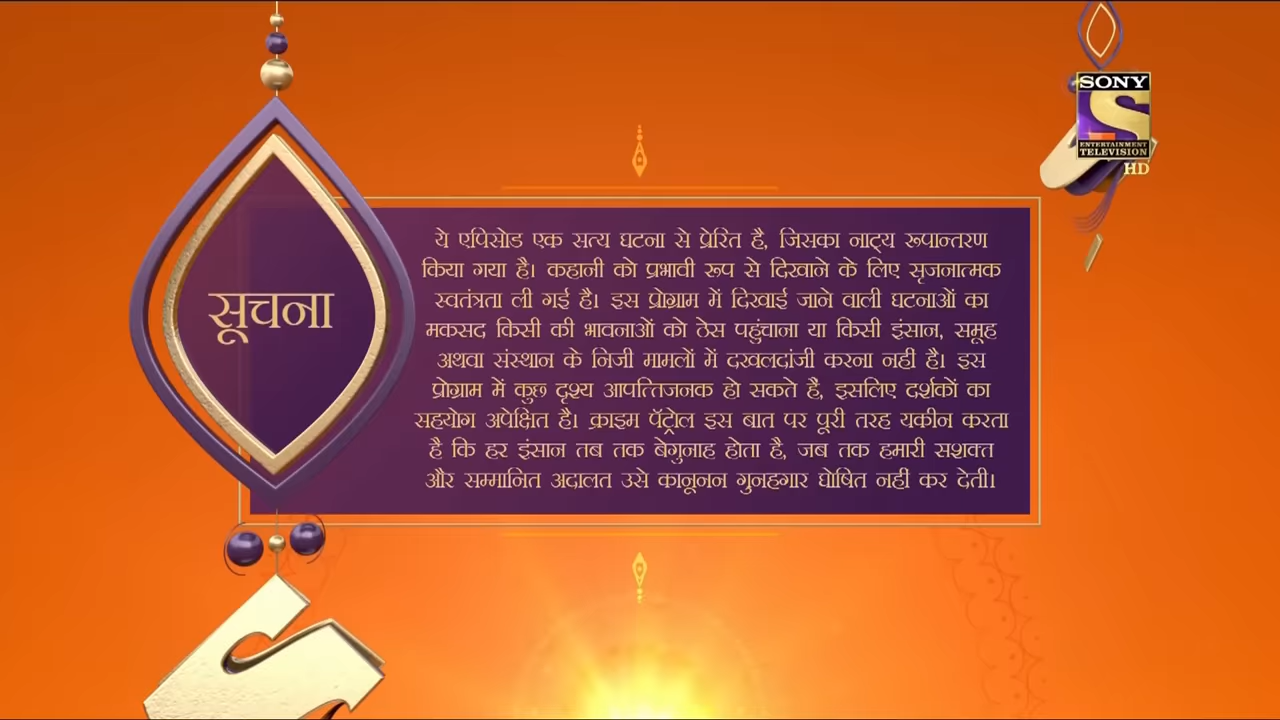 सूचना
ये एपिसोड एक सत्य घटना से प्रेरित है, जिसका नाट्य रूपान्तरण
किया गया है। कहानी को प्रभावी रूप से दिखाने के लिए सृजनात्मक
स्वतंत्रता ली गई है। इस प्रोग्राम में दिखाई जाने वाली घटनाओं का
मकसद किसी की भावनाओं को ठेस पहुंचाना या किसी इंसान, समूह
अथवा संस्थान के निजी मामलों में दखलदांजी करना नहीं है। इस
प्रोग्राम में कुछ दृश्य आपत्तिजनक हो सकते हैं, इसलिए दर्शकों का
सहयोग अपेक्षित है। क्राइम पॅट्रोल इस बात पर पूरी तरह यकीन करता
है कि हर इंसान तब तक बेगुनाह होता है, जब तक हमारी सशक्त
और सम्मानित अदालत उसे कानूनन गुनहगार घोषित नहीं कर देती।
SONY
S
ENTERTAINMENT
TELEVISION
HD